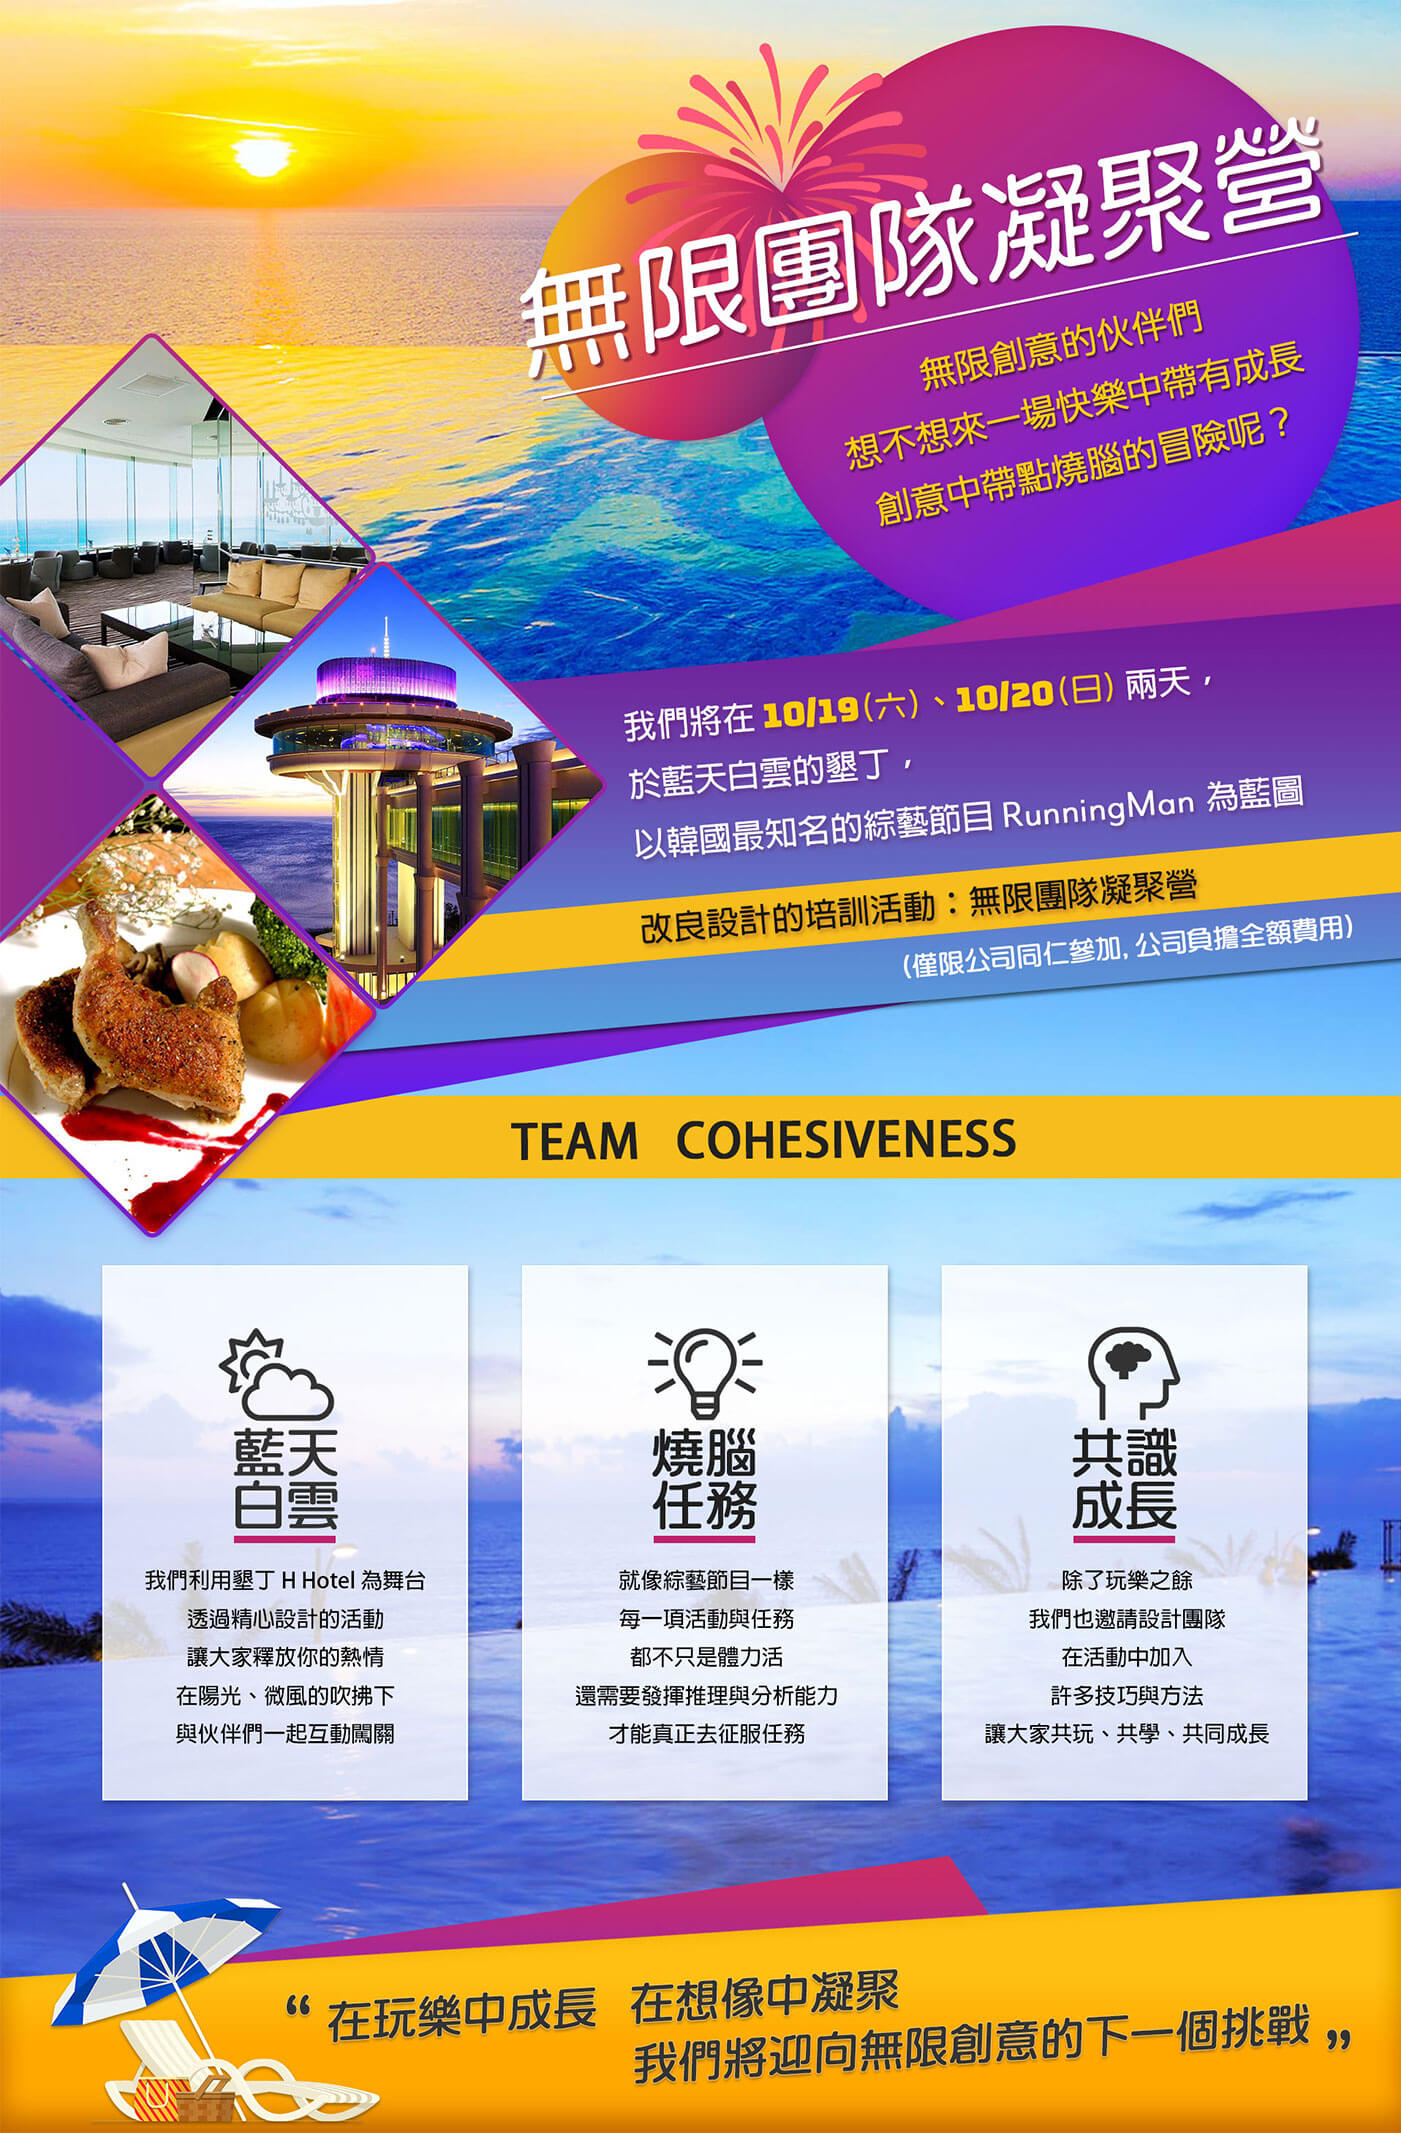 無限團隊凝聚營
無限創意的伙伴們
想不想來一場快樂中帶有成長
創意中帶點燒腦的冒險呢？
我們將在 10/19(六)、10/20(日) 兩天，
於藍天白雲的墾丁，
以韓國最知名的綜藝節目 RunningMan 為藍圖
改良設計的培訓活動：無限團隊凝聚營
(僅限公司同仁參加, 公司負擔全額費用)
TEAM COHESIVENESS
藍天
白雲
我們利用墾丁 H Hotel 為舞台
透過精心設計的活動
讓大家釋放你的熱情
在陽光、微風的吹拂下
與伙伴們一起互動闖關
燒腦
任務
就像綜藝節目一樣
每一項活動與任務
都不只是體力活
還需要發揮推理與分析能力
才能真正去征服任務
共識
成長
除了玩樂之餘
我們也邀請設計團隊
在活動中加入
許多技巧與方法
讓大家共玩、共學、共同成長
“ 在玩樂中成長 在想像中凝聚
我們將迎向無限創意的下一個挑戰 ”